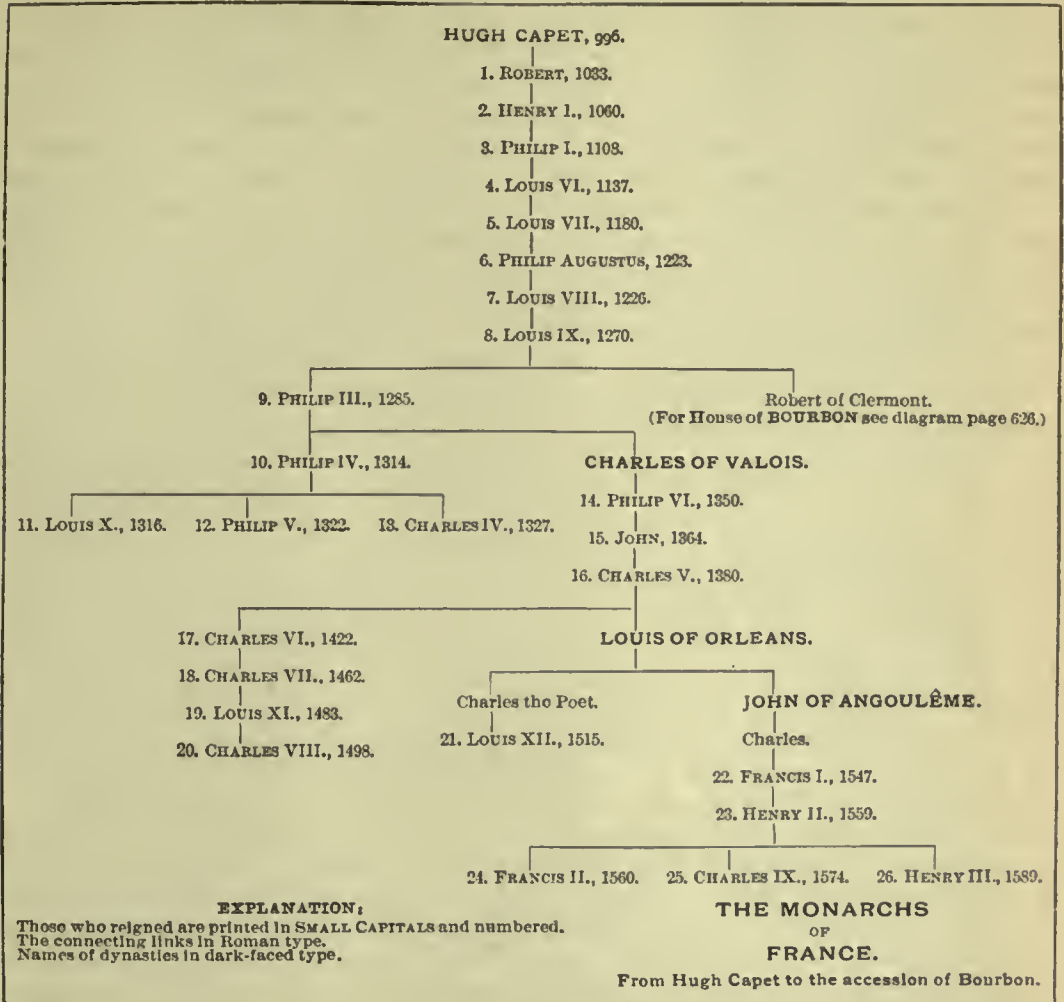 HUGH CAPET, 996.
1. ROBERT, 1033.
2. HENRY I., 1060.
3. PHILIP I., 1108.
4. LOUIS VI., 1137.
5. LOUIS VII., 1180.
6. PHILIP AUGUSTUS, 1223.
7. LOUIS VIII., 1226.
8. LOUIS IX., 1270.
9. PHILIP III., 1285.
Robert of Clermont.
(For House of BOURBON see diagram page 626.)
10. PHILIP IV., 1314.
CHARLES OF VALOIS.
11. LOUIS X., 1316. 12. PHILIP V., 1322. 13. CHARLES IV., 1327.
14. PHILIP VI., 1350.
15. JOHN, 1364.
16. CHARLES V., 1380.
17. CHARLES VI., 1422.
18. CHARLES VII., 1462.
19. LOUIS XI., 1483.
20. CHARLES VIII., 1498.
LOUIS OF ORLEANS.
Charles the Poet.
21. LOUIS XII., 1515.
JOHN OF ANGOULÊME.
Charles.
22. FRANCIS I., 1547.
23. HENRY II., 1559.
24. FRANCIS II., 1560. 25. CHARLES IX., 1574. 26. HENRY III., 1589.
EXPLANATION:
Those who reigned are printed in SMALL CAPITALS and numbered.
The connecting links in Roman type.
Names of dynasties in dark-faced type.
THE MONARCHS
OF
FRANCE.
From Hugh Capet to the accession of Bourbon.